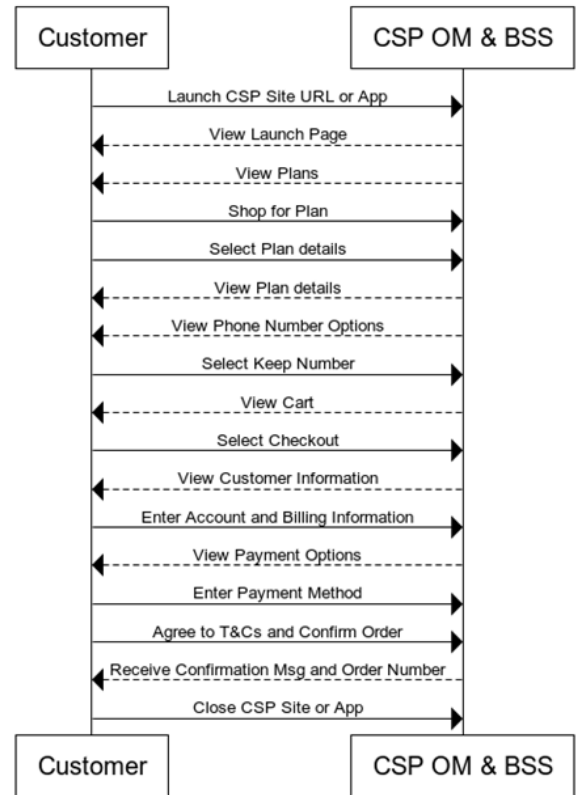 Customer
CSP OM & BSS
Launch CSP Site URL or App
View Launch Page
View Plans
Shop for Plan
Select Plan details
View Plan details
View Phone Number Options
Select Keep Number
View Cart
Select Checkout
View Customer Information
Enter Account and Billing Information
View Payment Options
Enter Payment Method
Agree to T&Cs and Confirm Order
Receive Confirmation Msg and Order Number
Close CSP Site or App
Customer
CSP OM & BSS